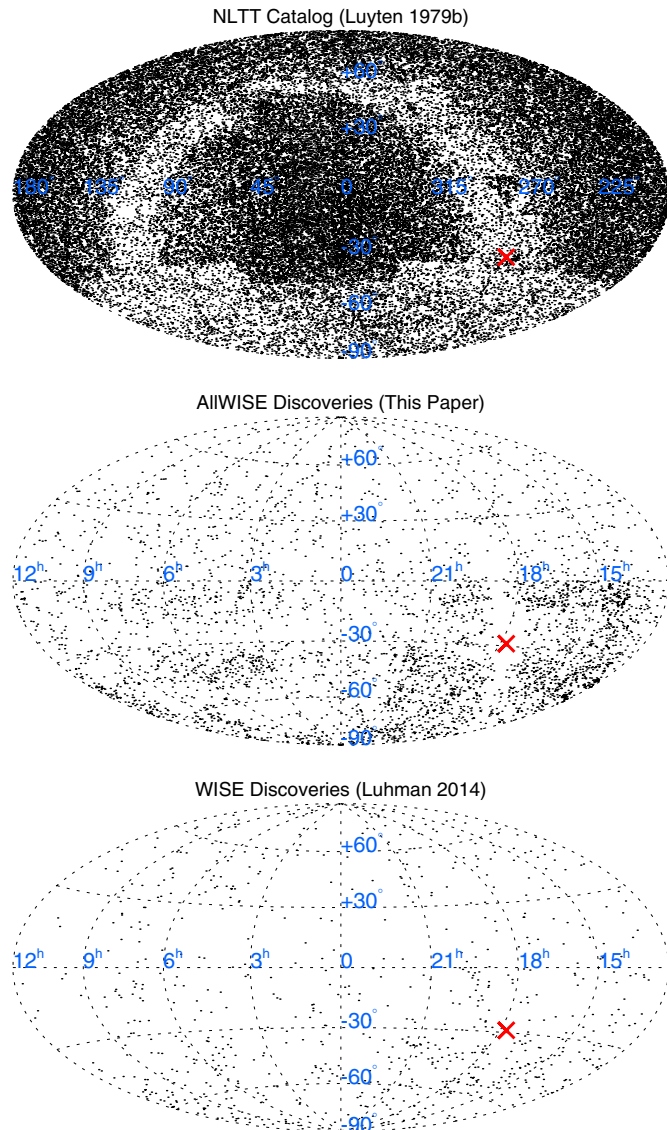 NLTT Catalog (Luyten 1979b)
+60°
+30°
180° 135° 90° 45° 0 315° 270° 225°
-30°
-60°
-90°
AllWISE Discoveries (This Paper)
+60°
+30°
12ʰ 9ʰ 6ʰ 3ʰ 0 21ʰ 18ʰ 15ʰ
-30°
-60°
-90°
WISE Discoveries (Luhman 2014)
+60°
+30°
12ʰ 9ʰ 6ʰ 3ʰ 0 21ʰ 18ʰ 15ʰ
-30°
-60°
-90°